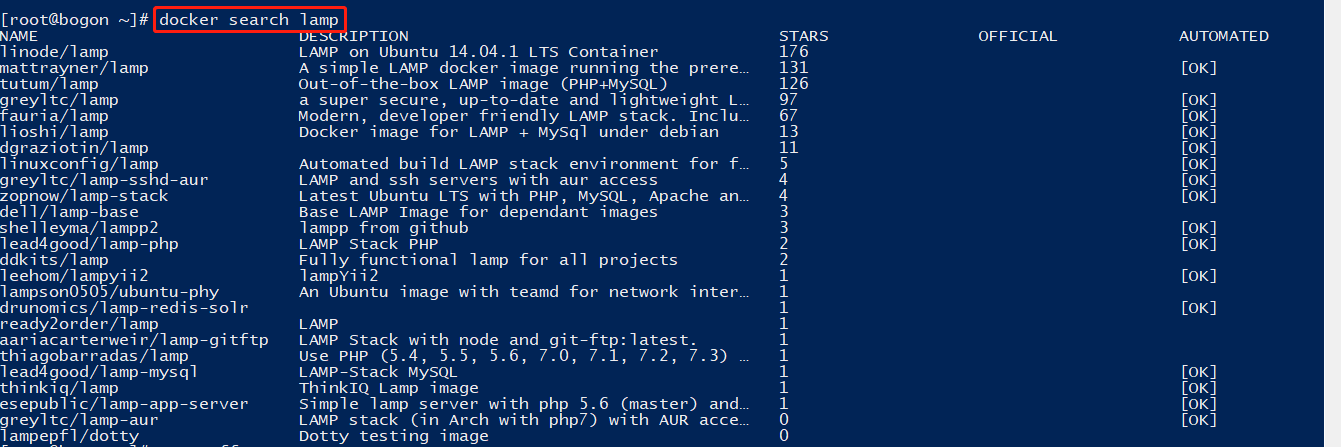 [root@bogon ~]# docker search lamp
NAME DESCRIPTION STARS OFFICIAL AUTOMATED
linode/lamp LAMP on Ubuntu 14.04.1 LTS Container 176
mattrayner/lamp A simple LAMP docker image running the prere… 131 [OK]
tutum/lamp Out-of-the-box LAMP image (PHP+MySQL) 126
greyltc/lamp a super secure, up-to-date and lightweight L… 97 [OK]
fauria/lamp Modern, developer friendly LAMP stack. Inclu… 67 [OK]
lioshi/lamp Docker image for LAMP + MySql under debian 13 [OK]
dgraziotin/lamp 11 [OK]
linuxconfig/lamp Automated build LAMP stack environment for f… 5 [OK]
greyltc/lamp-sshd-aur LAMP and ssh servers with aur access 4 [OK]
zopnow/lamp-stack Latest Ubuntu LTS with PHP, MySQL, Apache an… 4 [OK]
dell/lamp-base Base LAMP Image for dependant images 3
shelleyma/lampp2 lampp from github 3 [OK]
lead4good/lamp-php LAMP Stack PHP 2 [OK]
ddkits/lamp Fully functional lamp for all projects 2
leehom/lampyii2 lampYii2 1 [OK]
lampson0505/ubuntu-phy An Ubuntu image with teamd for network inter… 1
drunomics/lamp-redis-solr 1 [OK]
ready2order/lamp LAMP 1
aariacarterweir/lamp-gitftp LAMP Stack with node and git-ftp:latest. 1
thiagobarradas/lamp Use PHP (5.4, 5.5, 5.6, 7.0, 7.1, 7.2, 7.3) … 1
lead4good/lamp-mysql LAMP-Stack MySQL 1 [OK]
thinkiq/lamp ThinkIQ Lamp image 1 [OK]
esepublic/lamp-app-server Simple lamp server with php 5.6 (master) and… 1 [OK]
greyltc/lamp-aur LAMP stack (in Arch with php7) with AUR acce… 0 [OK]
lampepfl/dotty Dotty testing image 0